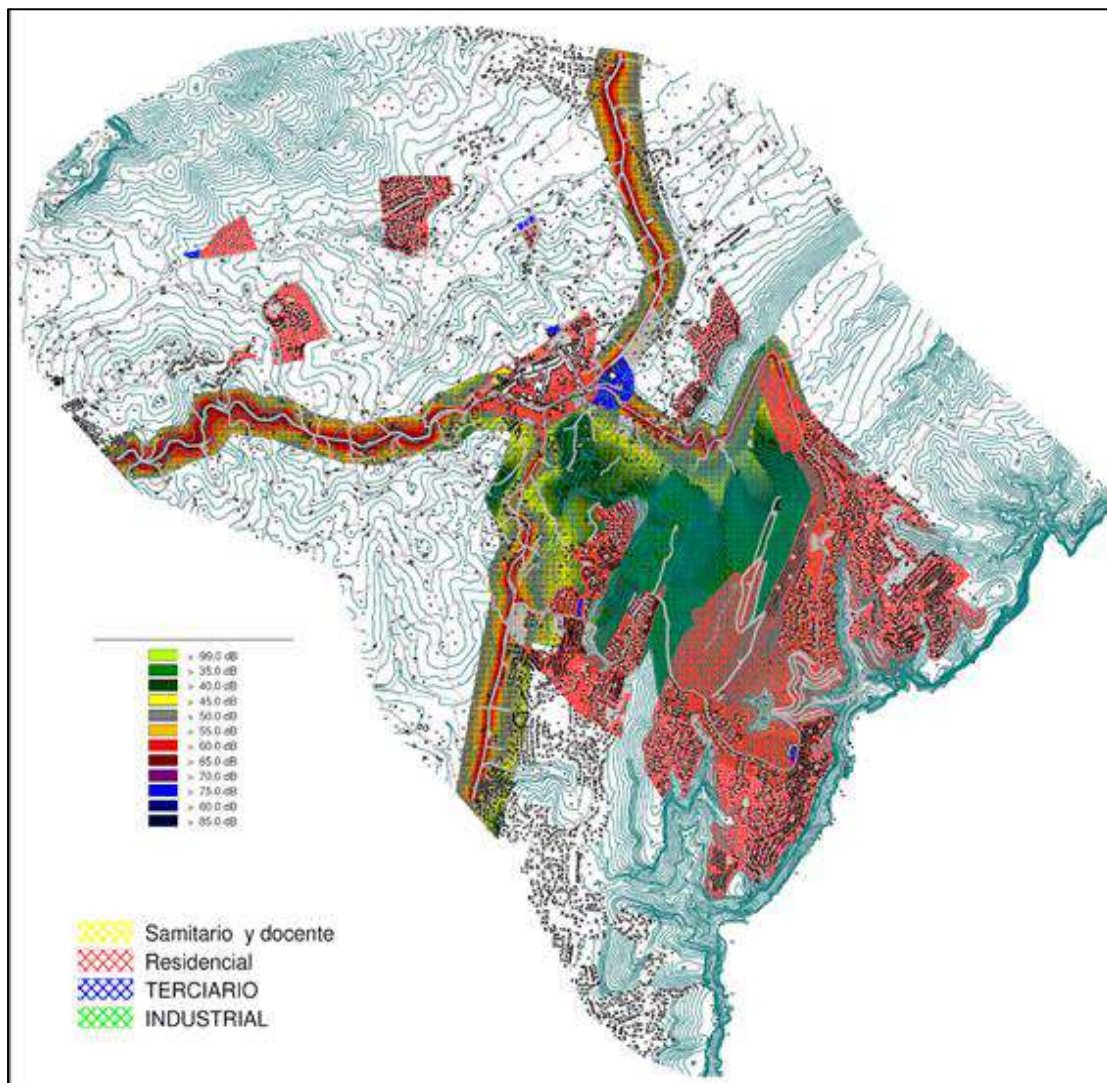 > -99.0 dB
> 35.0 dB
> 40.0 dB
> 45.0 dB
> 50.0 dB
> 55.0 dB
> 60.0 dB
> 65.0 dB
> 70.0 dB
> 75.0 dB
> 80.0 dB
> 85.0 dB
Samitario y docente
Residencial
TERCIARIO
INDUSTRIAL